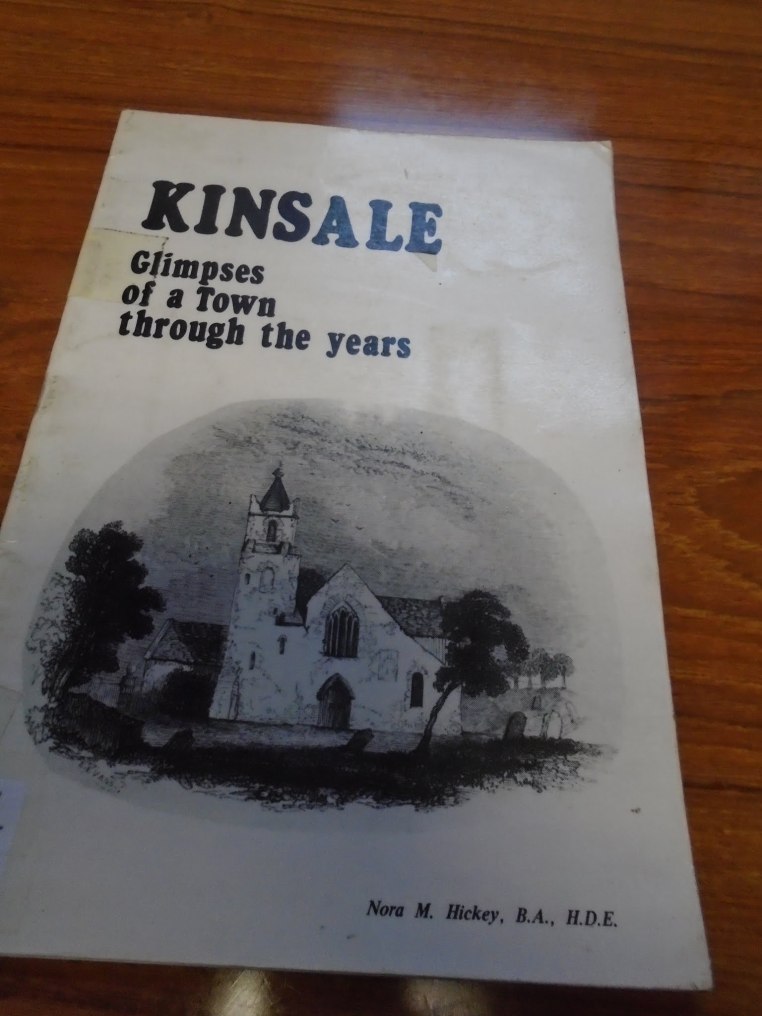 KINSALE
Glimpses
of a Town
through the years
Nora M. Hickey, B.A., H.D.E.